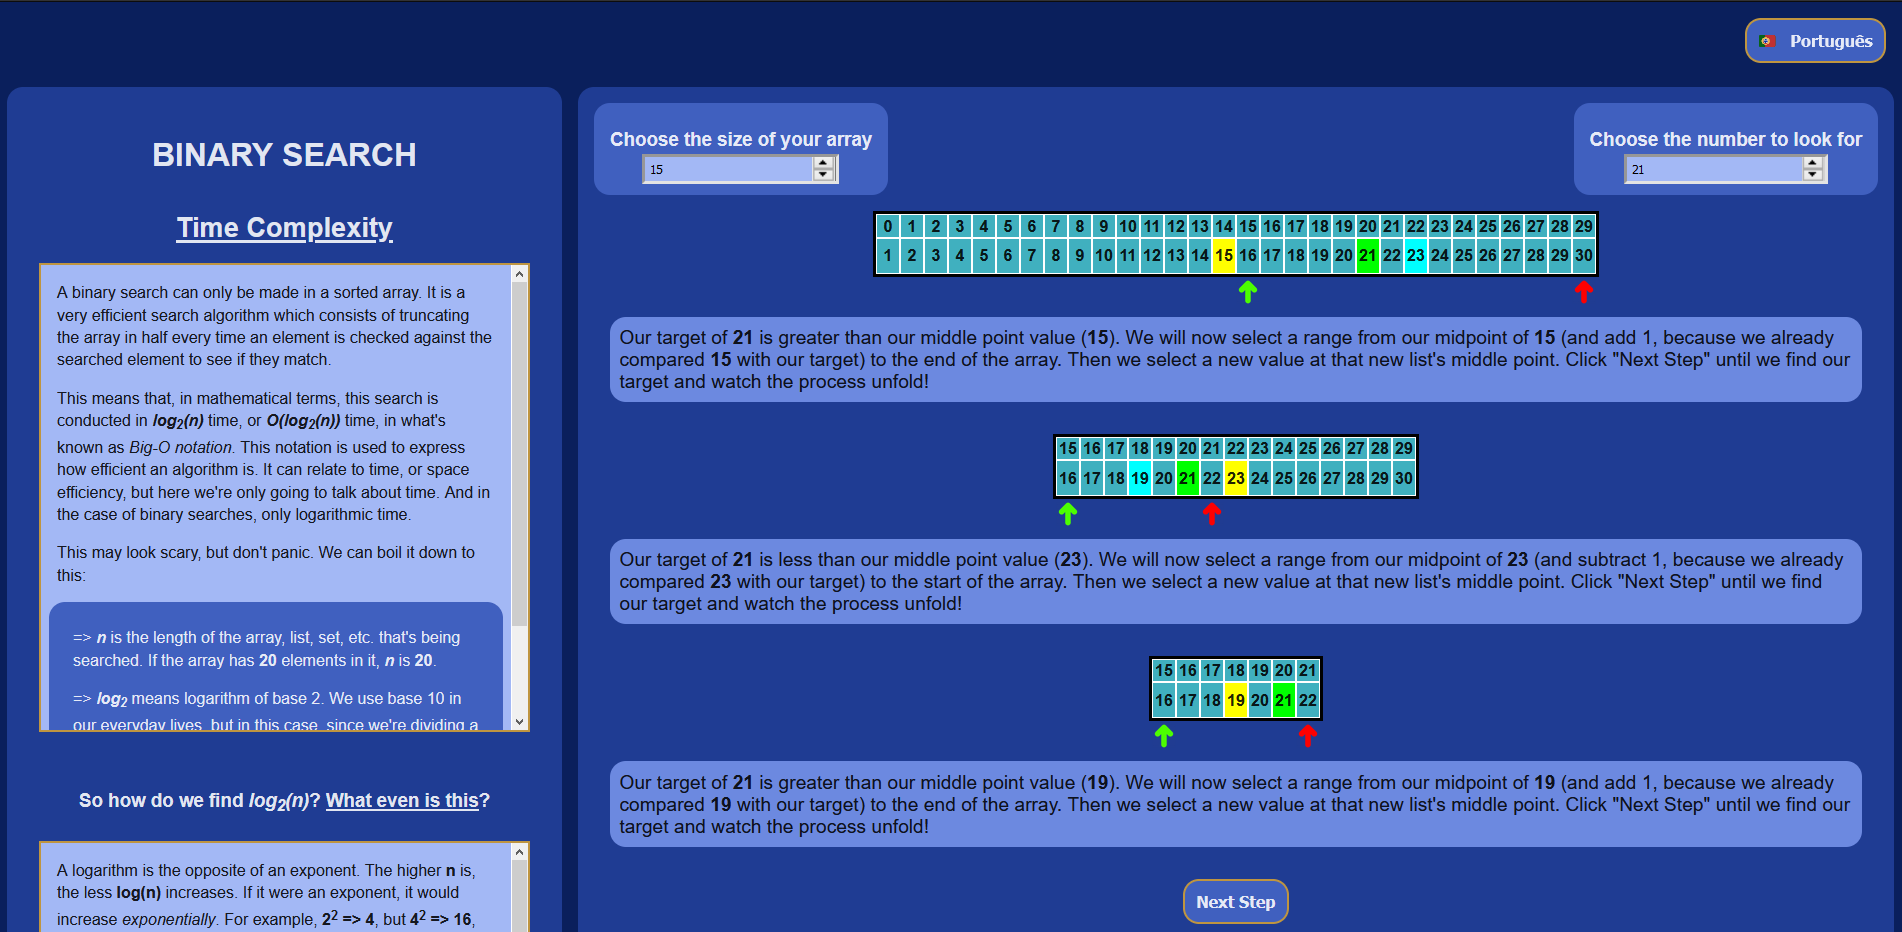 Português
BINARY SEARCH
Time Complexity
A binary search can only be made in a sorted array. It is a
very efficient search algorithm which consists of truncating
the array in half every time an element is checked against the
searched element to see if they match.
This means that, in mathematical terms, this search is
conducted in log2(n) time, or O(log2(n)) time, in what's
known as Big-O notation. This notation is used to express
how efficient an algorithm is. It can relate to time, or space
efficiency, but here we're only going to talk about time. And in
the case of binary searches, only logarithmic time.
This may look scary, but don't panic. We can boil it down to
this:
=> n is the length of the array, list, set, etc. that's being
searched. If the array has 20 elements in it, n is 20.
=> log2 means logarithm of base 2. We use base 10 in
our everyday lives, but in this case, since we're dividing a
So how do we find log2(n)? What even is this?
A logarithm is the opposite of an exponent. The higher n is,
the less log(n) increases. If it were an exponent, it would
increase exponentially. For example, 2² => 4, but 4² => 16,
Choose the size of your array
15
Choose the number to look for
21
0 1 2 3 4 5 6 7 8 9 10 11 12 13 14 15 16 17 18 19 20 21 22 23 24 25 26 27 28 29
1 2 3 4 5 6 7 8 9 10 11 12 13 14 15 16 17 18 19 20 21 22 23 24 25 26 27 28 29 30
Our target of 21 is greater than our middle point value (15). We will now select a range from our midpoint of 15 (and add 1, because we already
compared 15 with our target) to the end of the array. Then we select a new value at that new list's middle point. Click "Next Step" until we find our
target and watch the process unfold!
15 16 17 18 19 20 21 22 23 24 25 26 27 28 29
16 17 18 19 20 21 22 23 24 25 26 27 28 29 30
Our target of 21 is less than our middle point value (23). We will now select a range from our midpoint of 23 (and subtract 1, because we already
compared 23 with our target) to the start of the array. Then we select a new value at that new list's middle point. Click "Next Step" until we find
our target and watch the process unfold!
15 16 17 18 19 20 21
16 17 18 19 20 21 22
Our target of 21 is greater than our middle point value (19). We will now select a range from our midpoint of 19 (and add 1, because we already
compared 19 with our target) to the end of the array. Then we select a new value at that new list's middle point. Click "Next Step" until we find our
target and watch the process unfold!
Next Step